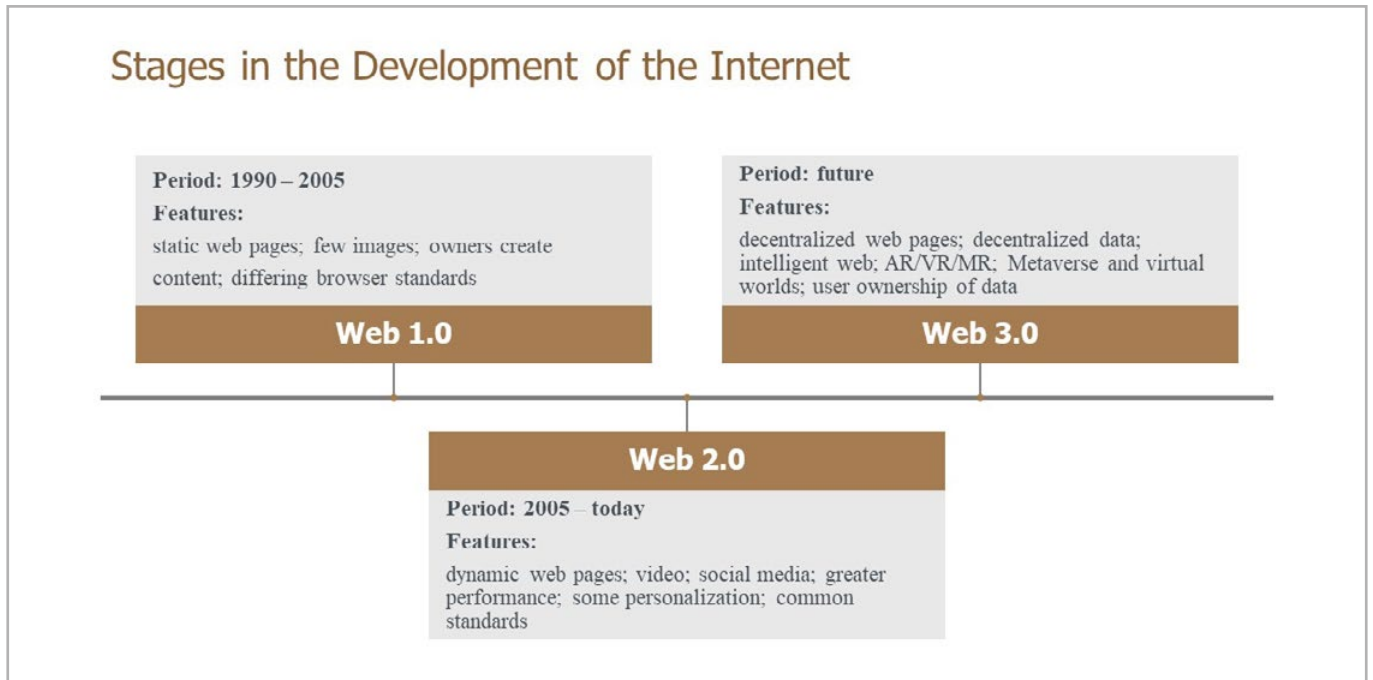 Stages in the Development of the Internet
Period: 1990 – 2005
Features:
static web pages; few images; owners create
content; differing browser standards
Web 1.0
Period: future
Features:
decentralized web pages; decentralized data;
intelligent web; AR/VR/MR; Metaverse and virtual
worlds; user ownership of data
Web 3.0
Web 2.0
Period: 2005 – today
Features:
dynamic web pages; video; social media; greater
performance; some personalization; common
standards